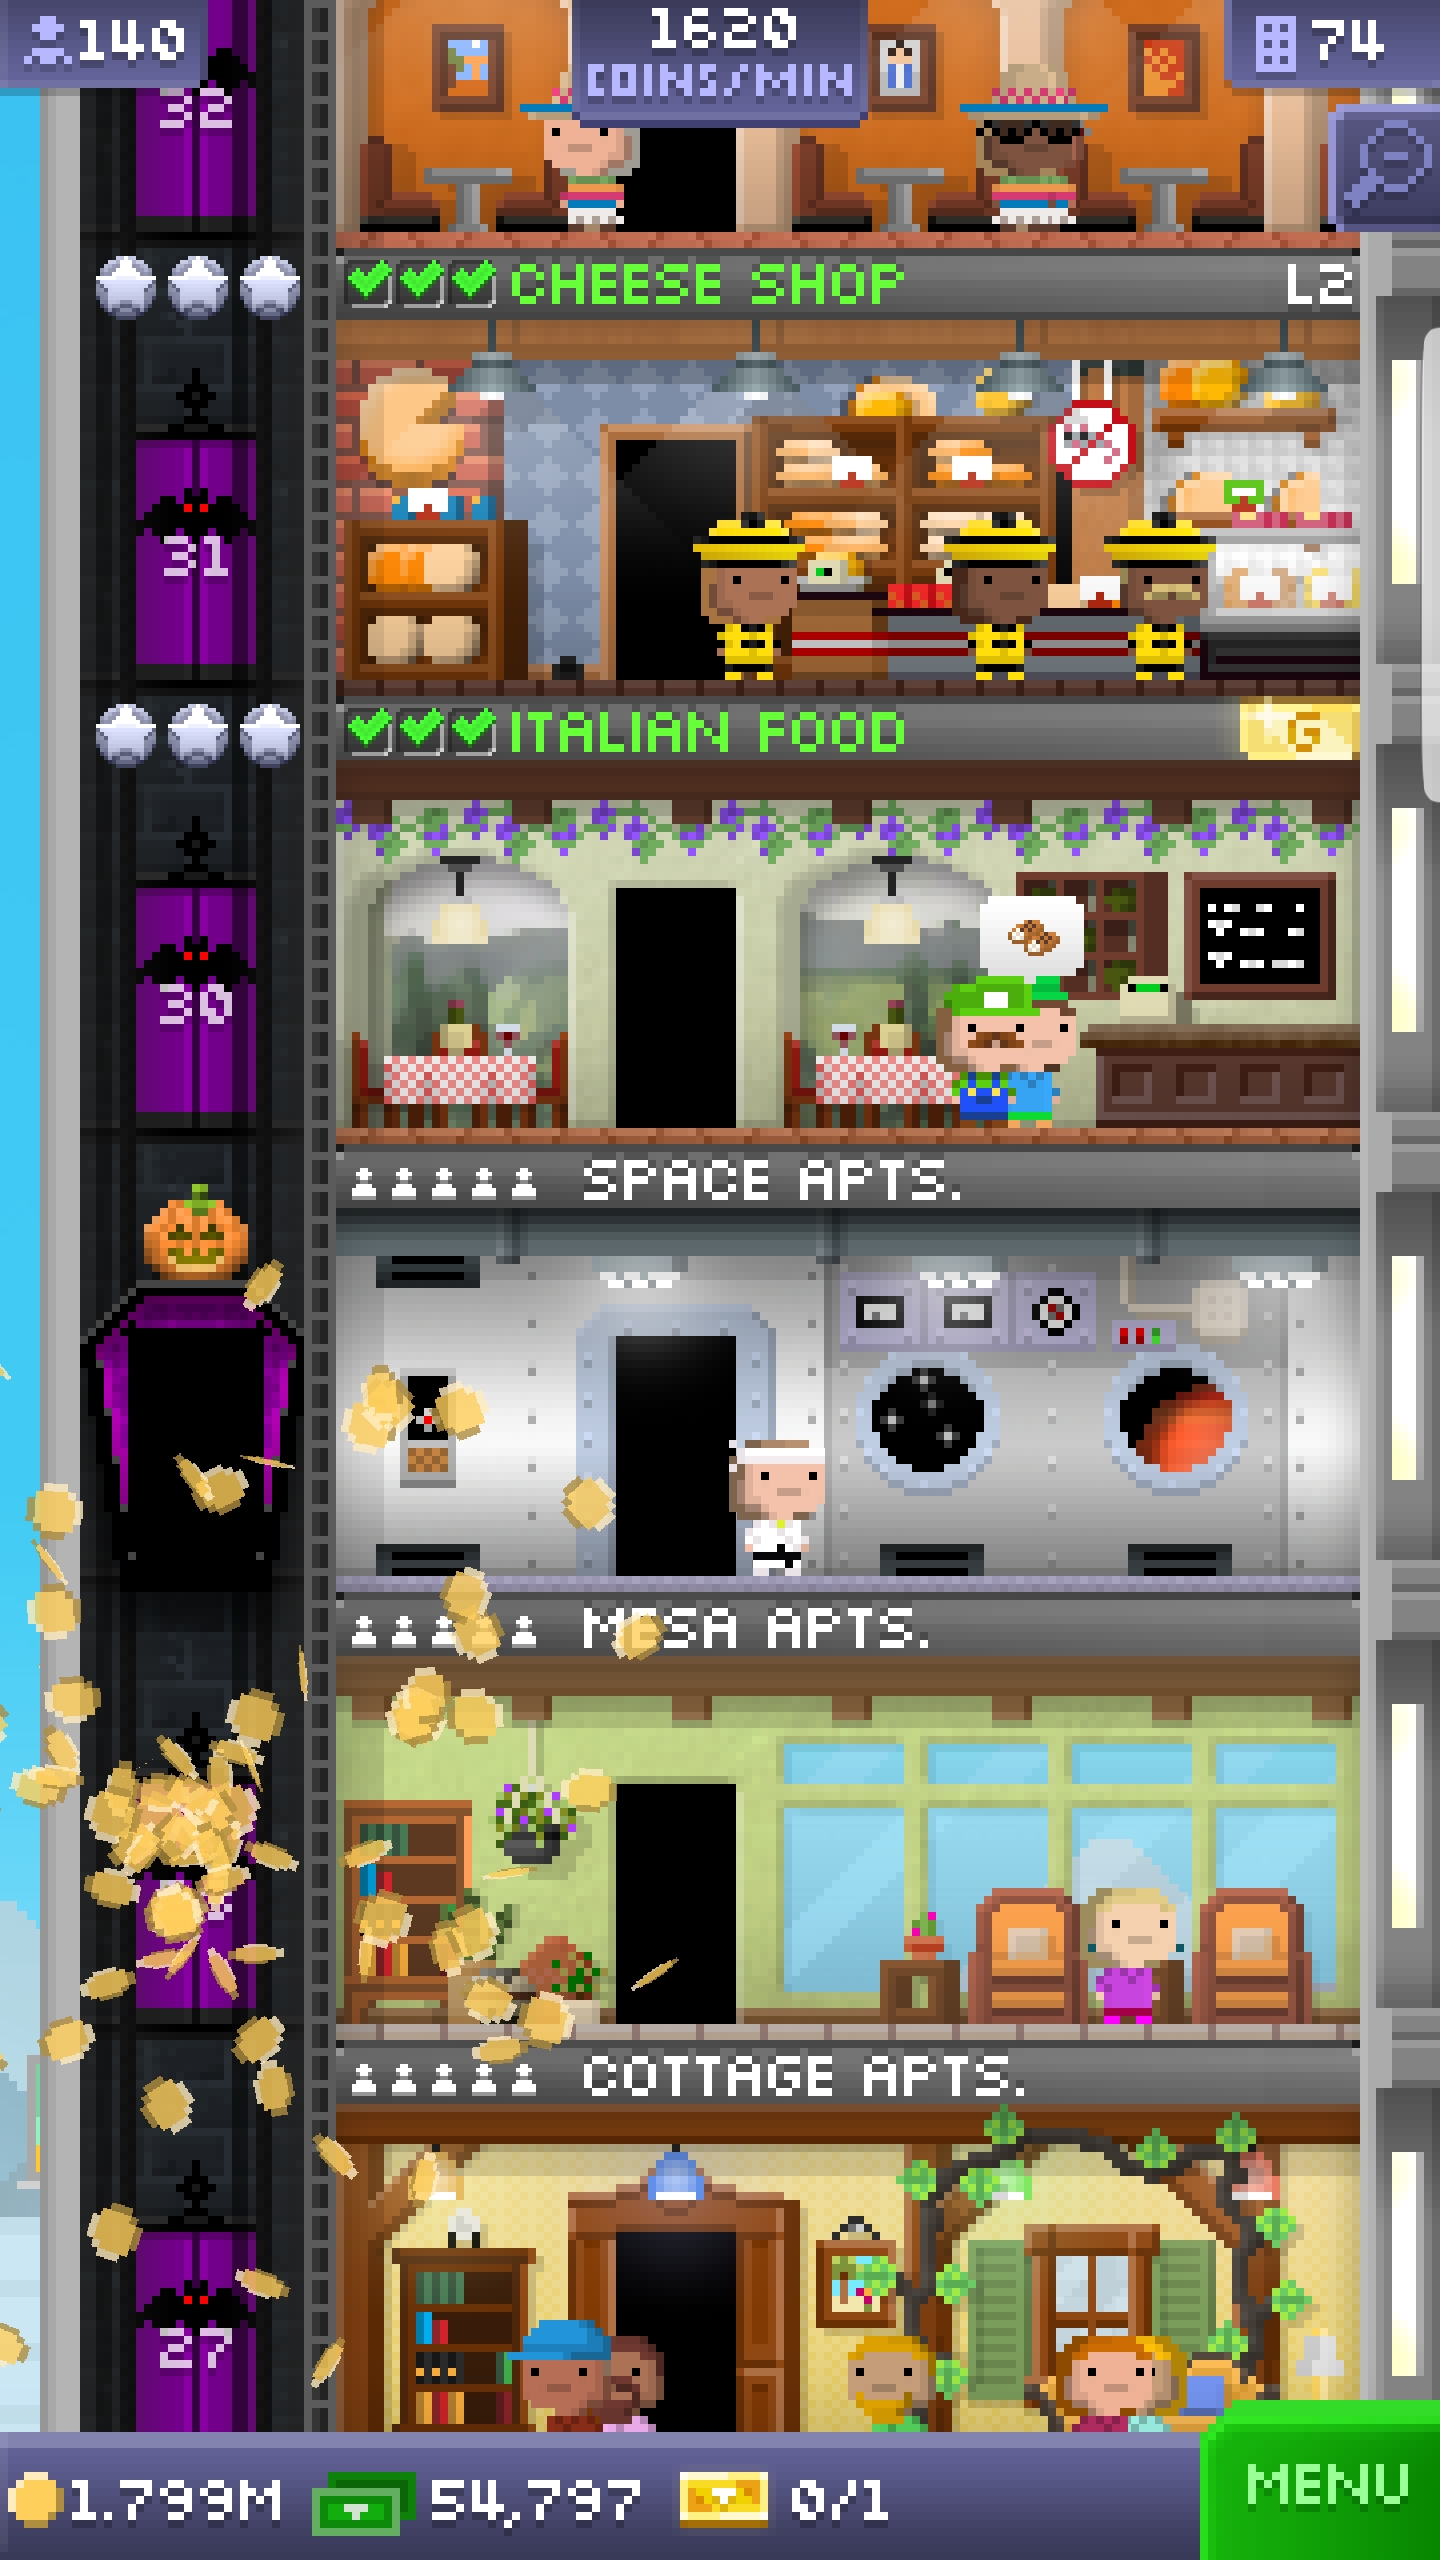 140
1620
COINS/MIN
74
32
CHEESE SHOP
L2
31
ITALIAN FOOD
G
30
SPACE APTS.
MESA APTS.
COTTAGE APTS.
27
1.799M
54,797
0/1
MENU